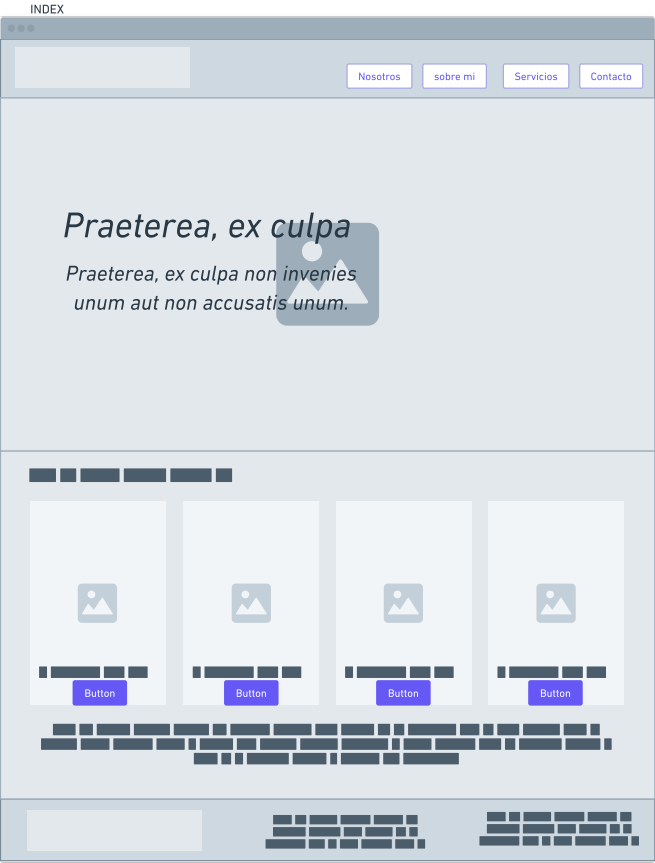 INDEX
Nosotros
sobre mi
Servicios
Contacto
Praeterea, ex culpa
Praeterea, ex culpa non invenies
unum aut non accusatis unum.
Button
Button
Button
Button